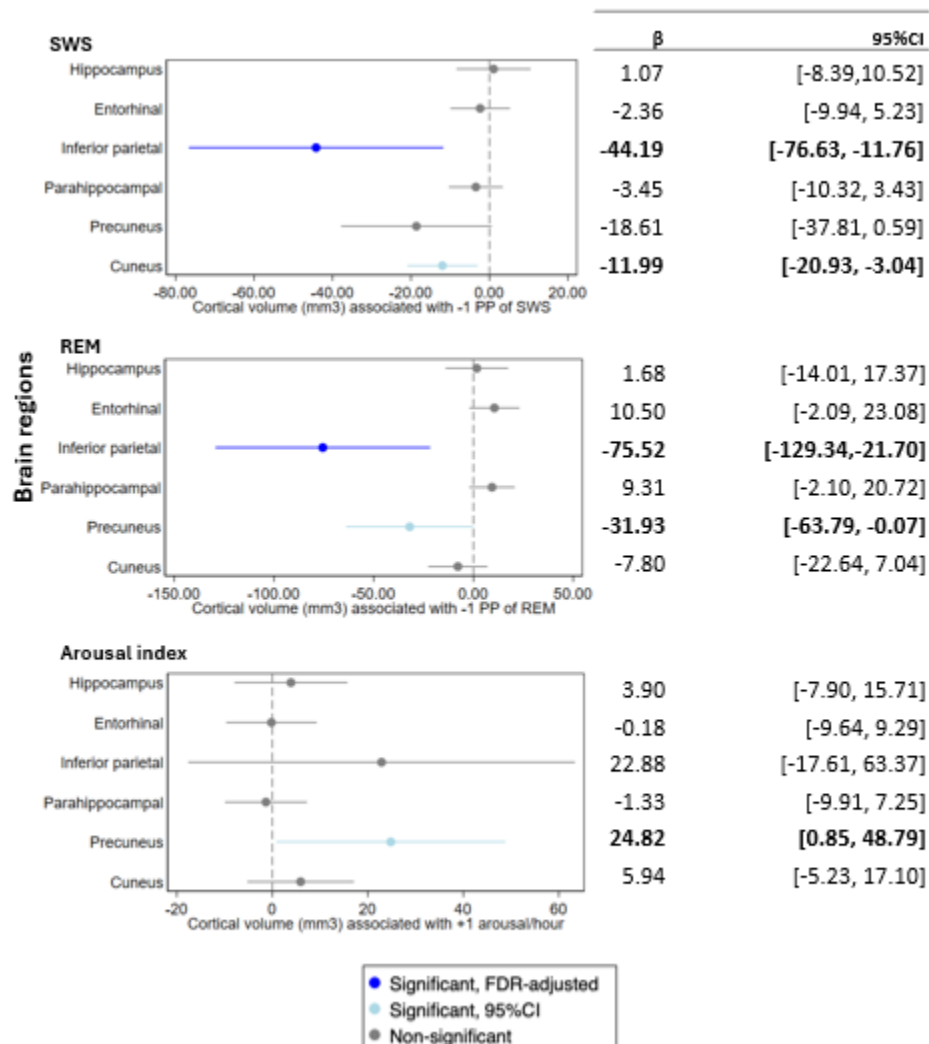 β 95%CI
SWS
Hippocampus 1.07 [-8.39,10.52]
Entorhinal -2.36 [-9.94, 5.23]
Inferior parietal -44.19 [-76.63, -11.76]
Parahippocampal -3.45 [-10.32, 3.43]
Precuneus -18.61 [-37.81, 0.59]
Cuneus -11.99 [-20.93, -3.04]
-80.00 -60.00 -40.00 -20.00 0.00 20.00
Cortical volume (mm3) associated with -1 PP of SWS
Brain regions
REM
Hippocampus 1.68 [-14.01, 17.37]
Entorhinal 10.50 [-2.09, 23.08]
Inferior parietal -75.52 [-129.34,-21.70]
Parahippocampal 9.31 [-2.10, 20.72]
Precuneus -31.93 [-63.79, -0.07]
Cuneus -7.80 [-22.64, 7.04]
-150.00 -100.00 -50.00 0.00 50.00
Cortical volume (mm3) associated with -1 PP of REM
Arousal index
Hippocampus 3.90 [-7.90, 15.71]
Entorhinal -0.18 [-9.64, 9.29]
Inferior parietal 22.88 [-17.61, 63.37]
Parahippocampal -1.33 [-9.91, 7.25]
Precuneus 24.82 [0.85, 48.79]
Cuneus 5.94 [-5.23, 17.10]
-20 0 20 40 60
Cortical volume (mm3) associated with +1 arousal/hour
Significant, FDR-adjusted
Significant, 95%CI
Non-significant